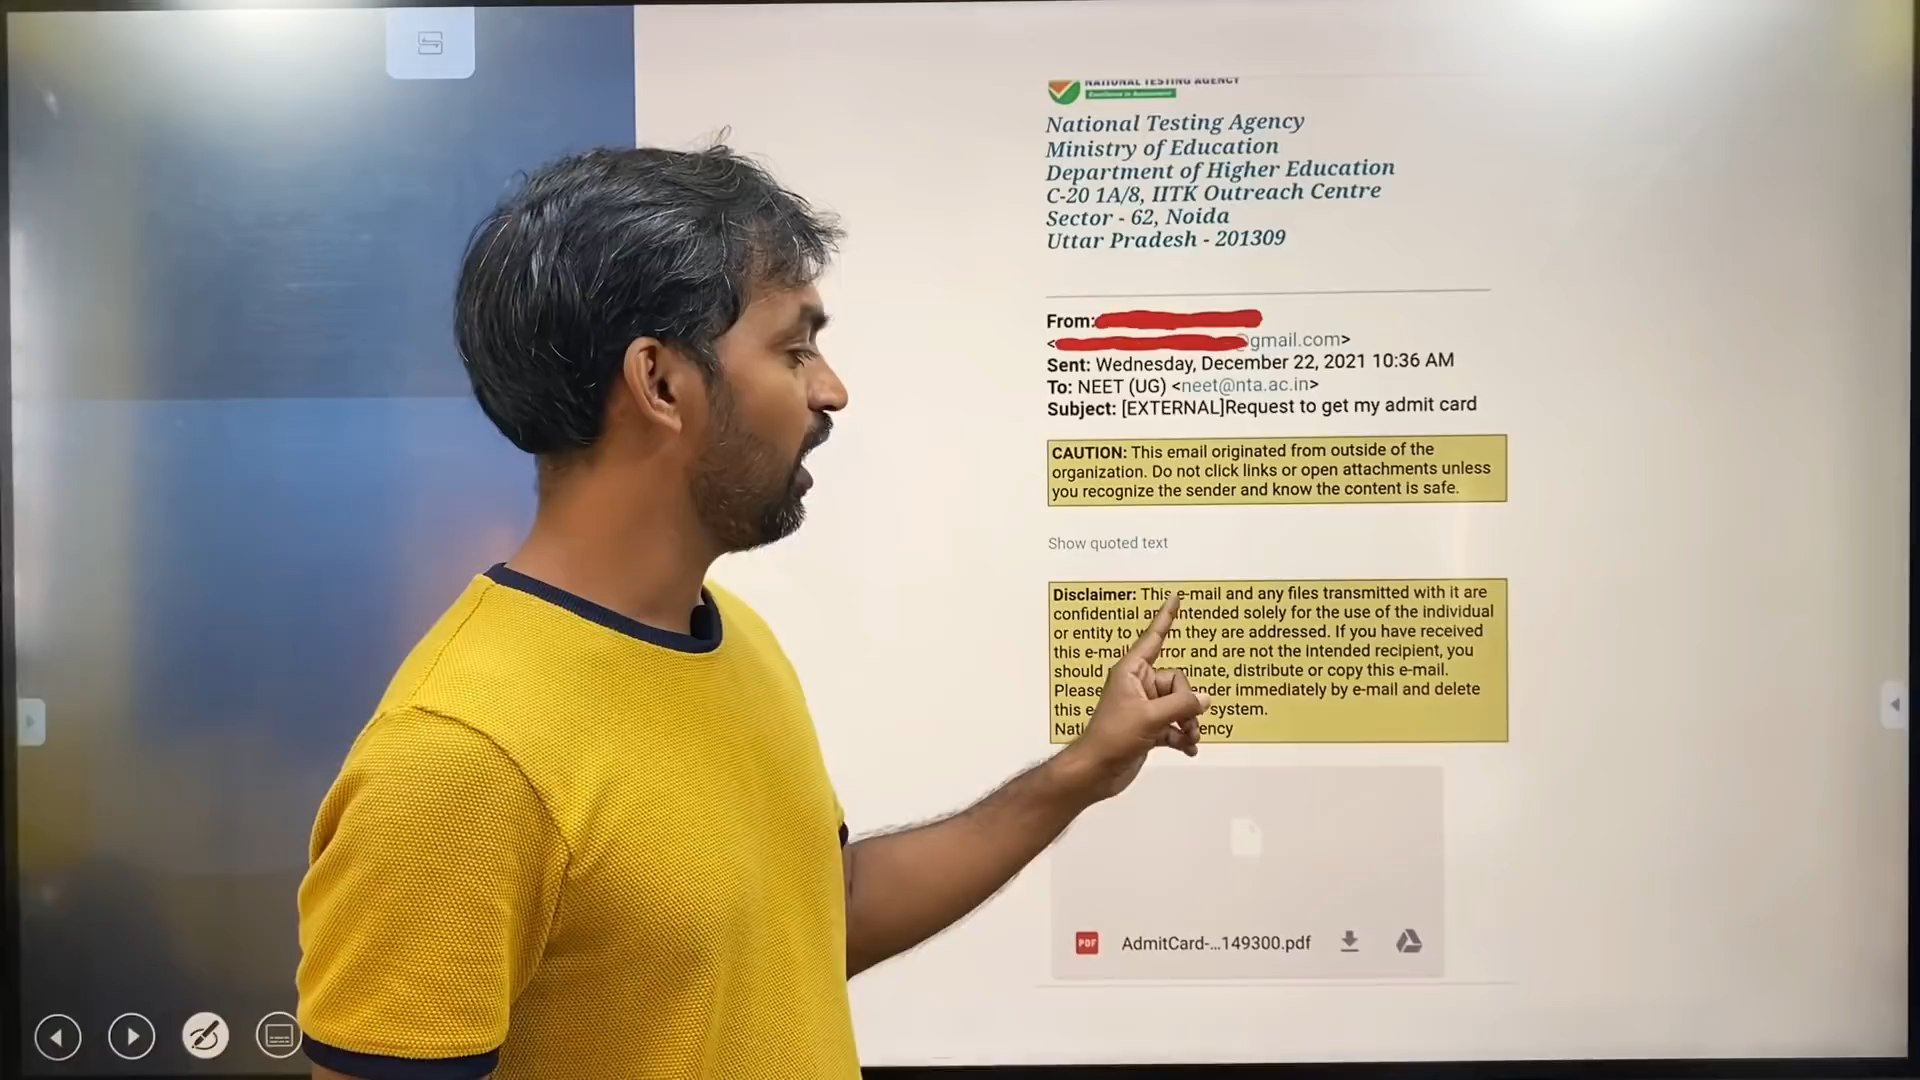 NATIONAL TESTING AGENCY
Excellence in Assessment
National Testing Agency
Ministry of Education
Department of Higher Education
C-20 1A/8, IITK Outreach Centre
Sector - 62, Noida
Uttar Pradesh - 201309
From:
< @gmail.com>
Sent: Wednesday, December 22, 2021 10:36 AM
To: NEET (UG) <neet@nta.ac.in>
Subject: [EXTERNAL]Request to get my admit card
CAUTION: This email originated from outside of the
organization. Do not click links or open attachments unless
you recognize the sender and know the content is safe.
Show quoted text
Disclaimer: This e-mail and any files transmitted with it are
confidential intended solely for the use of the individual
or entity to they are addressed. If you have received
this e-mail and are not the intended recipient, you
should distribute or copy this e-mail.
Please immediately by e-mail and delete
this system.
PDF AdmitCard-...149300.pdf